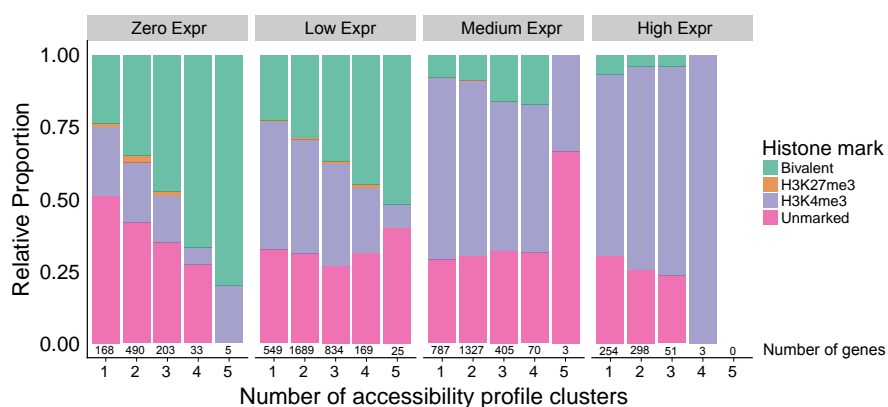 Zero Expr Low Expr Medium Expr High Expr
1.00
0.75
0.50
0.25
0.00
Relative Proportion
Histone mark
Bivalent
H3K27me3
H3K4me3
Unmarked
168 490 203 33 5 549 1689 834 169 25 787 1327 405 70 3 254 298 51 3 0 Number of genes
1 2 3 4 5 1 2 3 4 5 1 2 3 4 5 1 2 3 4 5
Number of accessibility profile clusters